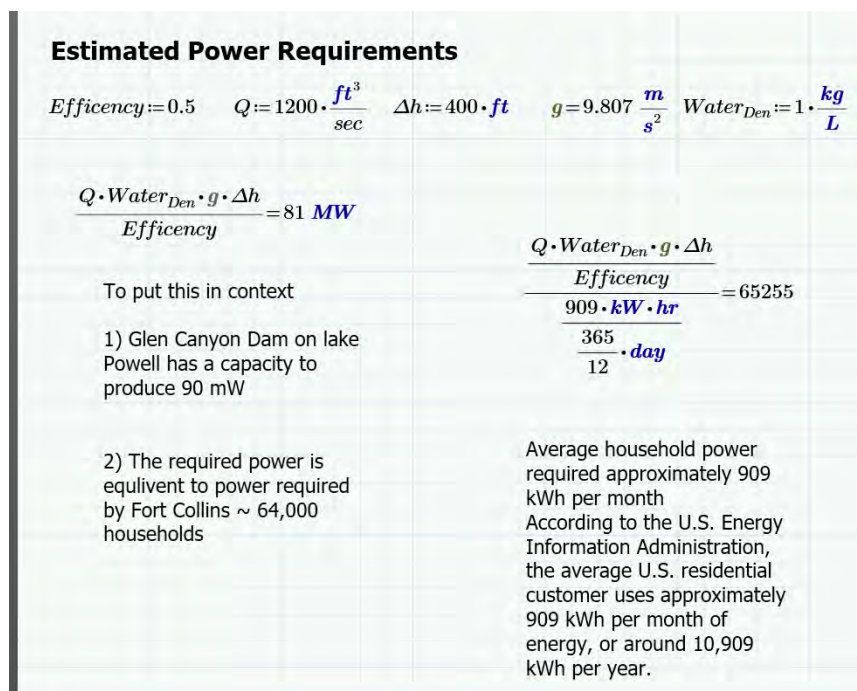 Estimated Power Requirements
Efficency:=0.5 Q:=1200·ft³/sec Δh:=400·ft g=9.807 m/s² Water_Den:=1·kg/L
Q·Water_Den·g·Δh/Efficency=81 MW
To put this in context
1) Glen Canyon Dam on lake
Powell has a capacity to
produce 90 mW
2) The required power is
equlivent to power required
by Fort Collins ~ 64,000
households
Q·Water_Den·g·Δh
Efficency
909·kW·hr
365
12
·day
=65255
Average household power
required approximately 909
kWh per month
According to the U.S. Energy
Information Administration,
the average U.S. residential
customer uses approximately
909 kWh per month of
energy, or around 10,909
kWh per year.